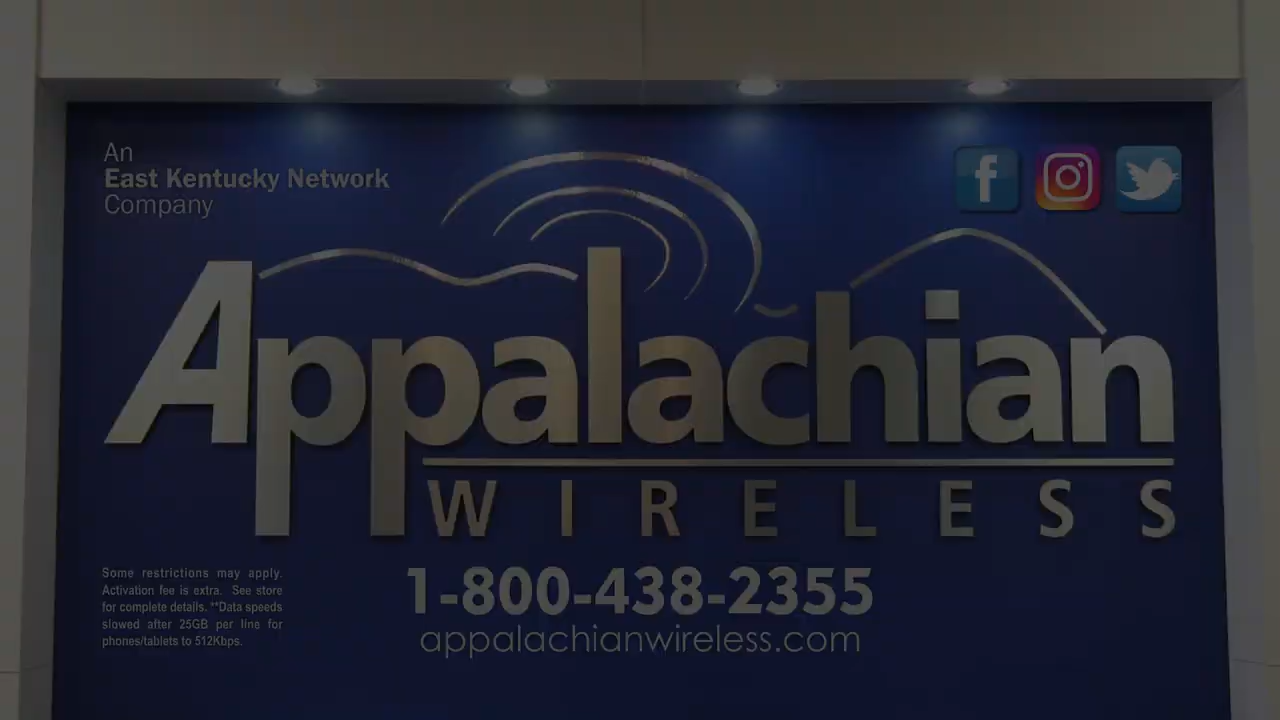 An
East Kentucky Network
Company
Appalachian
WIRELESS
1-800-438-2355
appalachianwireless.com
Some restrictions may apply.
Activation fee is extra. See store
for complete details. **Data speeds
slowed after 25GB per line for
phones/tablets to 512Kbps.